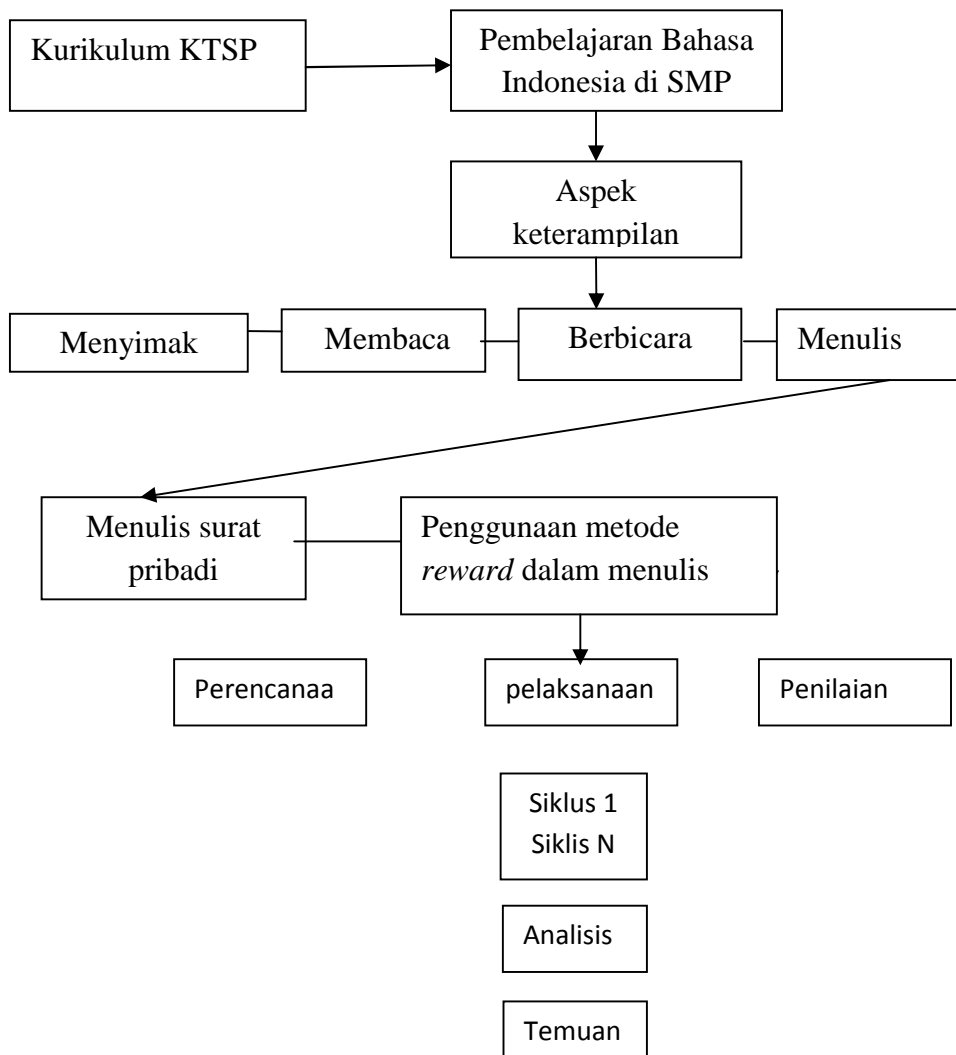 Kurikulum KTSP
Pembelajaran Bahasa
Indonesia di SMP
Aspek
keterampilan
Menyimak
Membaca
Berbicara
Menulis
Menulis surat
pribadi
Penggunaan metode
reward dalam menulis
Perencanaa
pelaksanaan
Penilaian
Siklus 1
Siklis N
Analisis
Temuan